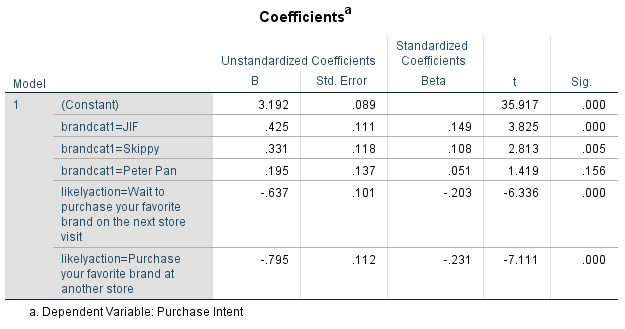 Coefficientsa
Unstandardized Coefficients
Standardized
Coefficients
Model B Std. Error Beta t Sig.
1 (Constant) 3.192 .089 35.917 .000
brandcat1=JIF .425 .111 .149 3.825 .000
brandcat1=Skippy .331 .118 .108 2.813 .005
brandcat1=Peter Pan .195 .137 .051 1.419 .156
likelyaction=Wait to -.637 .101 -.203 -6.336 .000
purchase your favorite
brand on the next store
visit
likelyaction=Purchase -.795 .112 -.231 -7.111 .000
your favorite brand at
another store
a. Dependent Variable: Purchase Intent